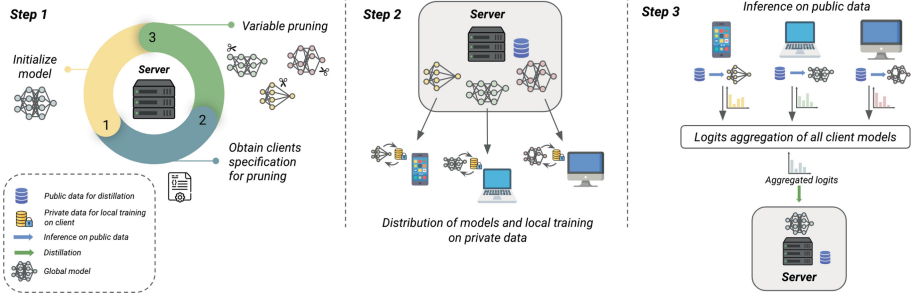 Step 1
Variable pruning
3
Initialize
model
Server
1
2
Obtain clients
specification
for pruning
Public data for distillation
Private data for local training
on client
Inference on public data
Distillation
Global model
Step 2
Server
Distribution of models and local training
on private data
Step 3
Inference on public data
Logits aggregation of all client models
Aggregated logits
Server